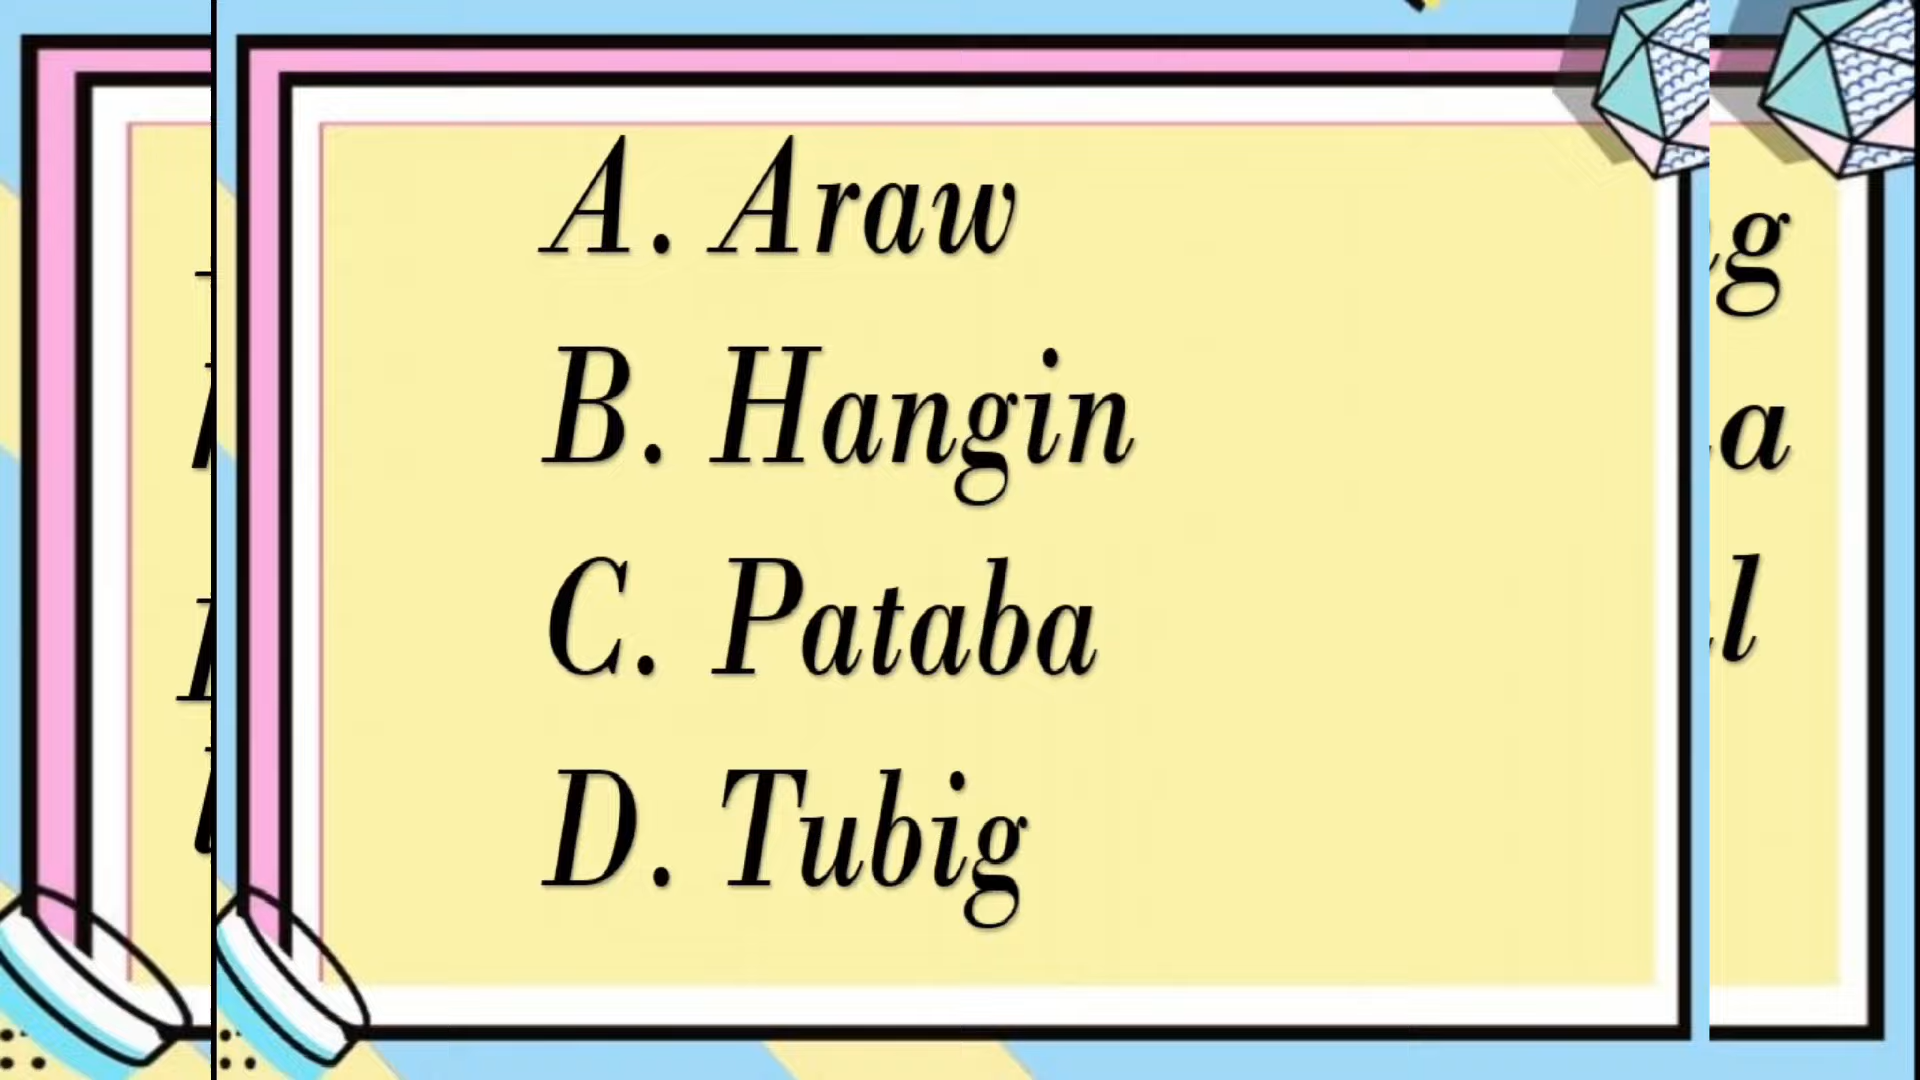 A. Araw
B. Hangin
C. Pataba
D. Tubig